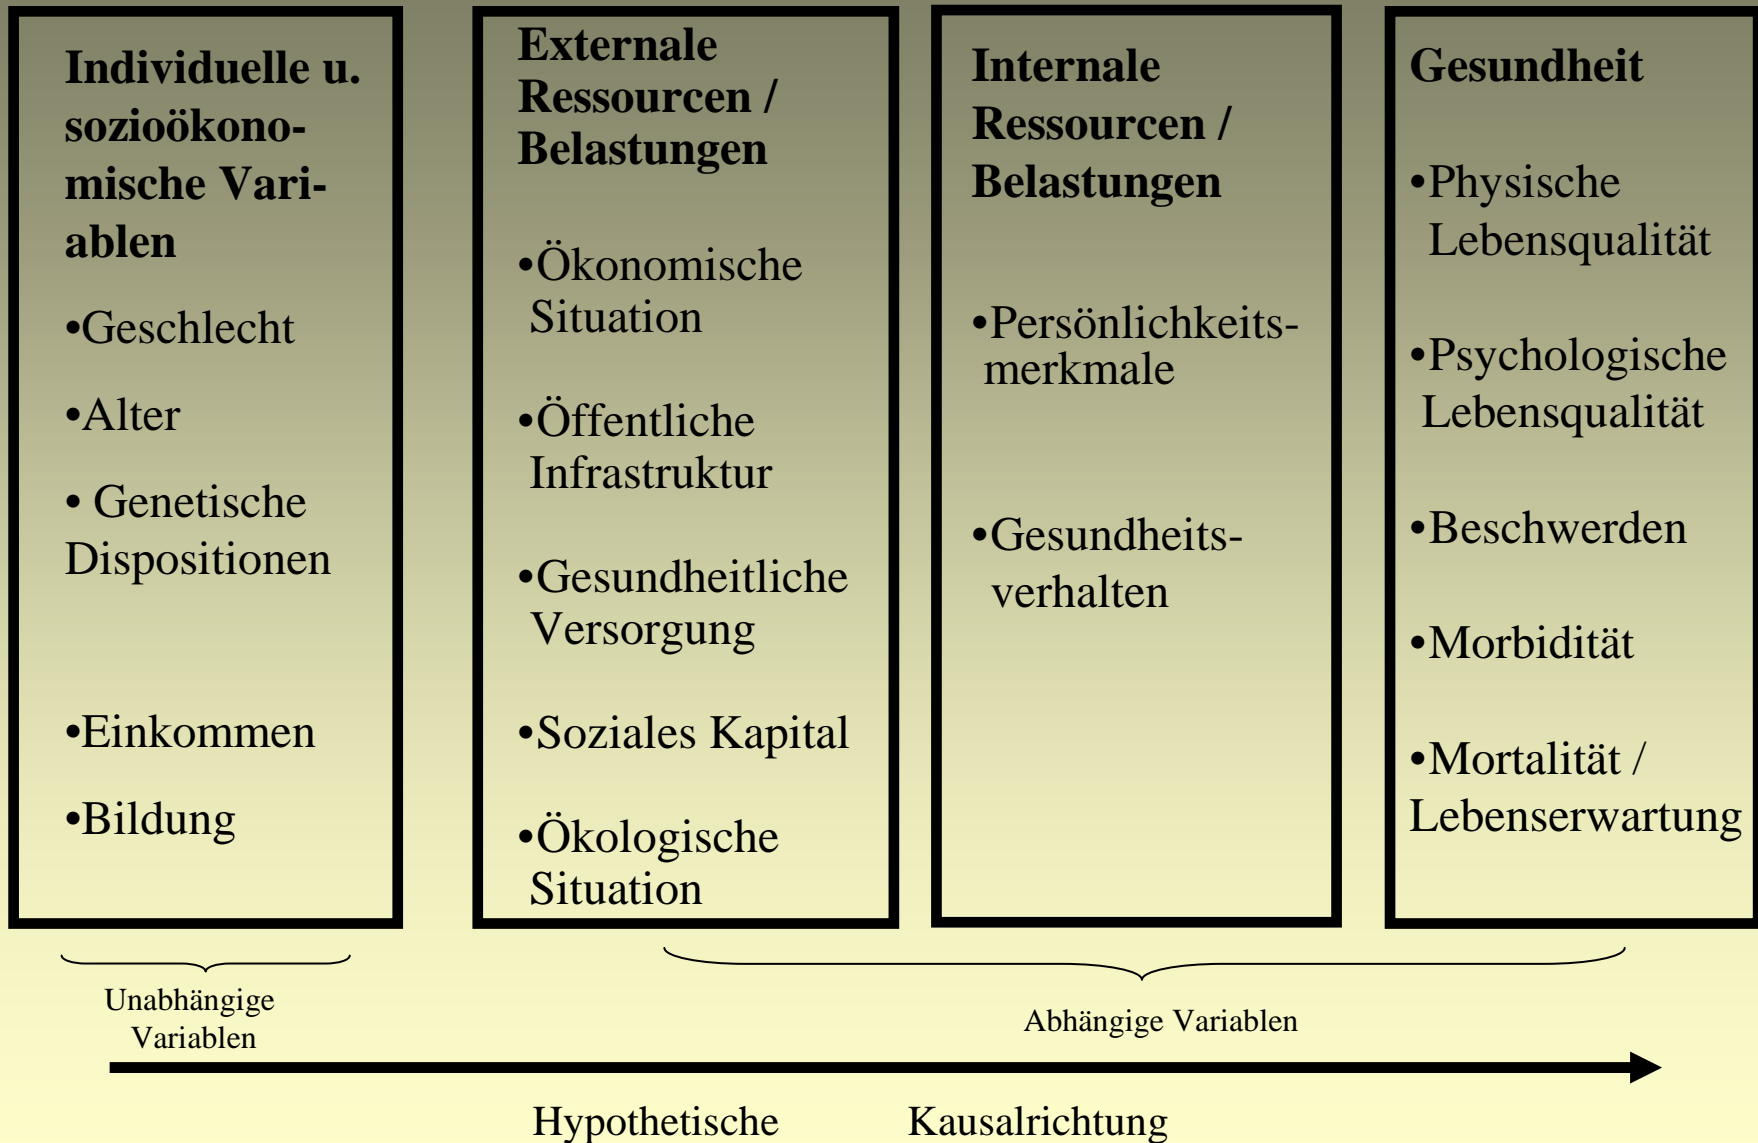 Individuelle u.
sozioökono-
mische Vari-
ablen
•Geschlecht
•Alter
• Genetische
Dispositionen
•Einkommen
•Bildung
Externale
Ressourcen /
Belastungen
•Ökonomische
Situation
•Öffentliche
Infrastruktur
•Gesundheitliche
Versorgung
•Soziales Kapital
•Ökologische
Situation
Internale
Ressourcen /
Belastungen
•Persönlichkeits-
merkmale
•Gesundheits-
verhalten
Gesundheit
•Physische
Lebensqualität
•Psychologische
Lebensqualität
•Beschwerden
•Morbidität
•Mortalität /
Lebenserwartung
Unabhängige
Variablen
Abhängige Variablen
Hypothetische Kausalrichtung